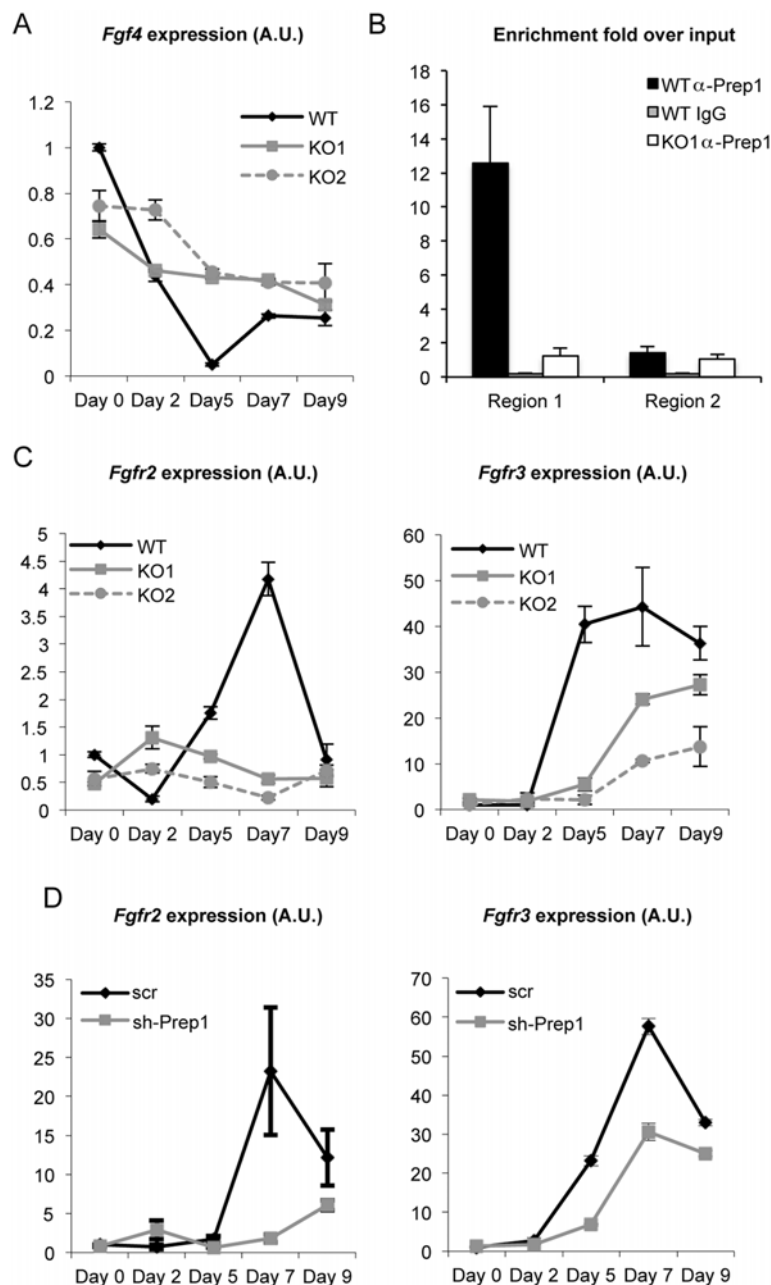 A
Fgf4 expression (A.U.)
1.2
1
0.8
0.6
0.4
0.2
0
WT
KO1
KO2
Day 0 Day 2 Day5 Day7 Day9
B
Enrichment fold over input
18
16
14
12
10
8
6
4
2
0
WTα-Prep1
WT IgG
KO1α-Prep1
Region 1 Region 2
C
Fgfr2 expression (A.U.)
5
4.5
4
3.5
3
2.5
2
1.5
1
0.5
0
WT
KO1
KO2
Day 0 Day 2 Day5 Day7 Day9
Fgfr3 expression (A.U.)
60
50
40
30
20
10
0
WT
KO1
KO2
Day 0 Day 2 Day5 Day7 Day9
D
Fgfr2 expression (A.U.)
35
30
25
20
15
10
5
0
scr
sh-Prep1
Day 0 Day 2 Day 5 Day 7 Day 9
Fgfr3 expression (A.U.)
70
60
50
40
30
20
10
0
scr
sh-Prep1
Day 0 Day 2 Day 5 Day 7 Day 9